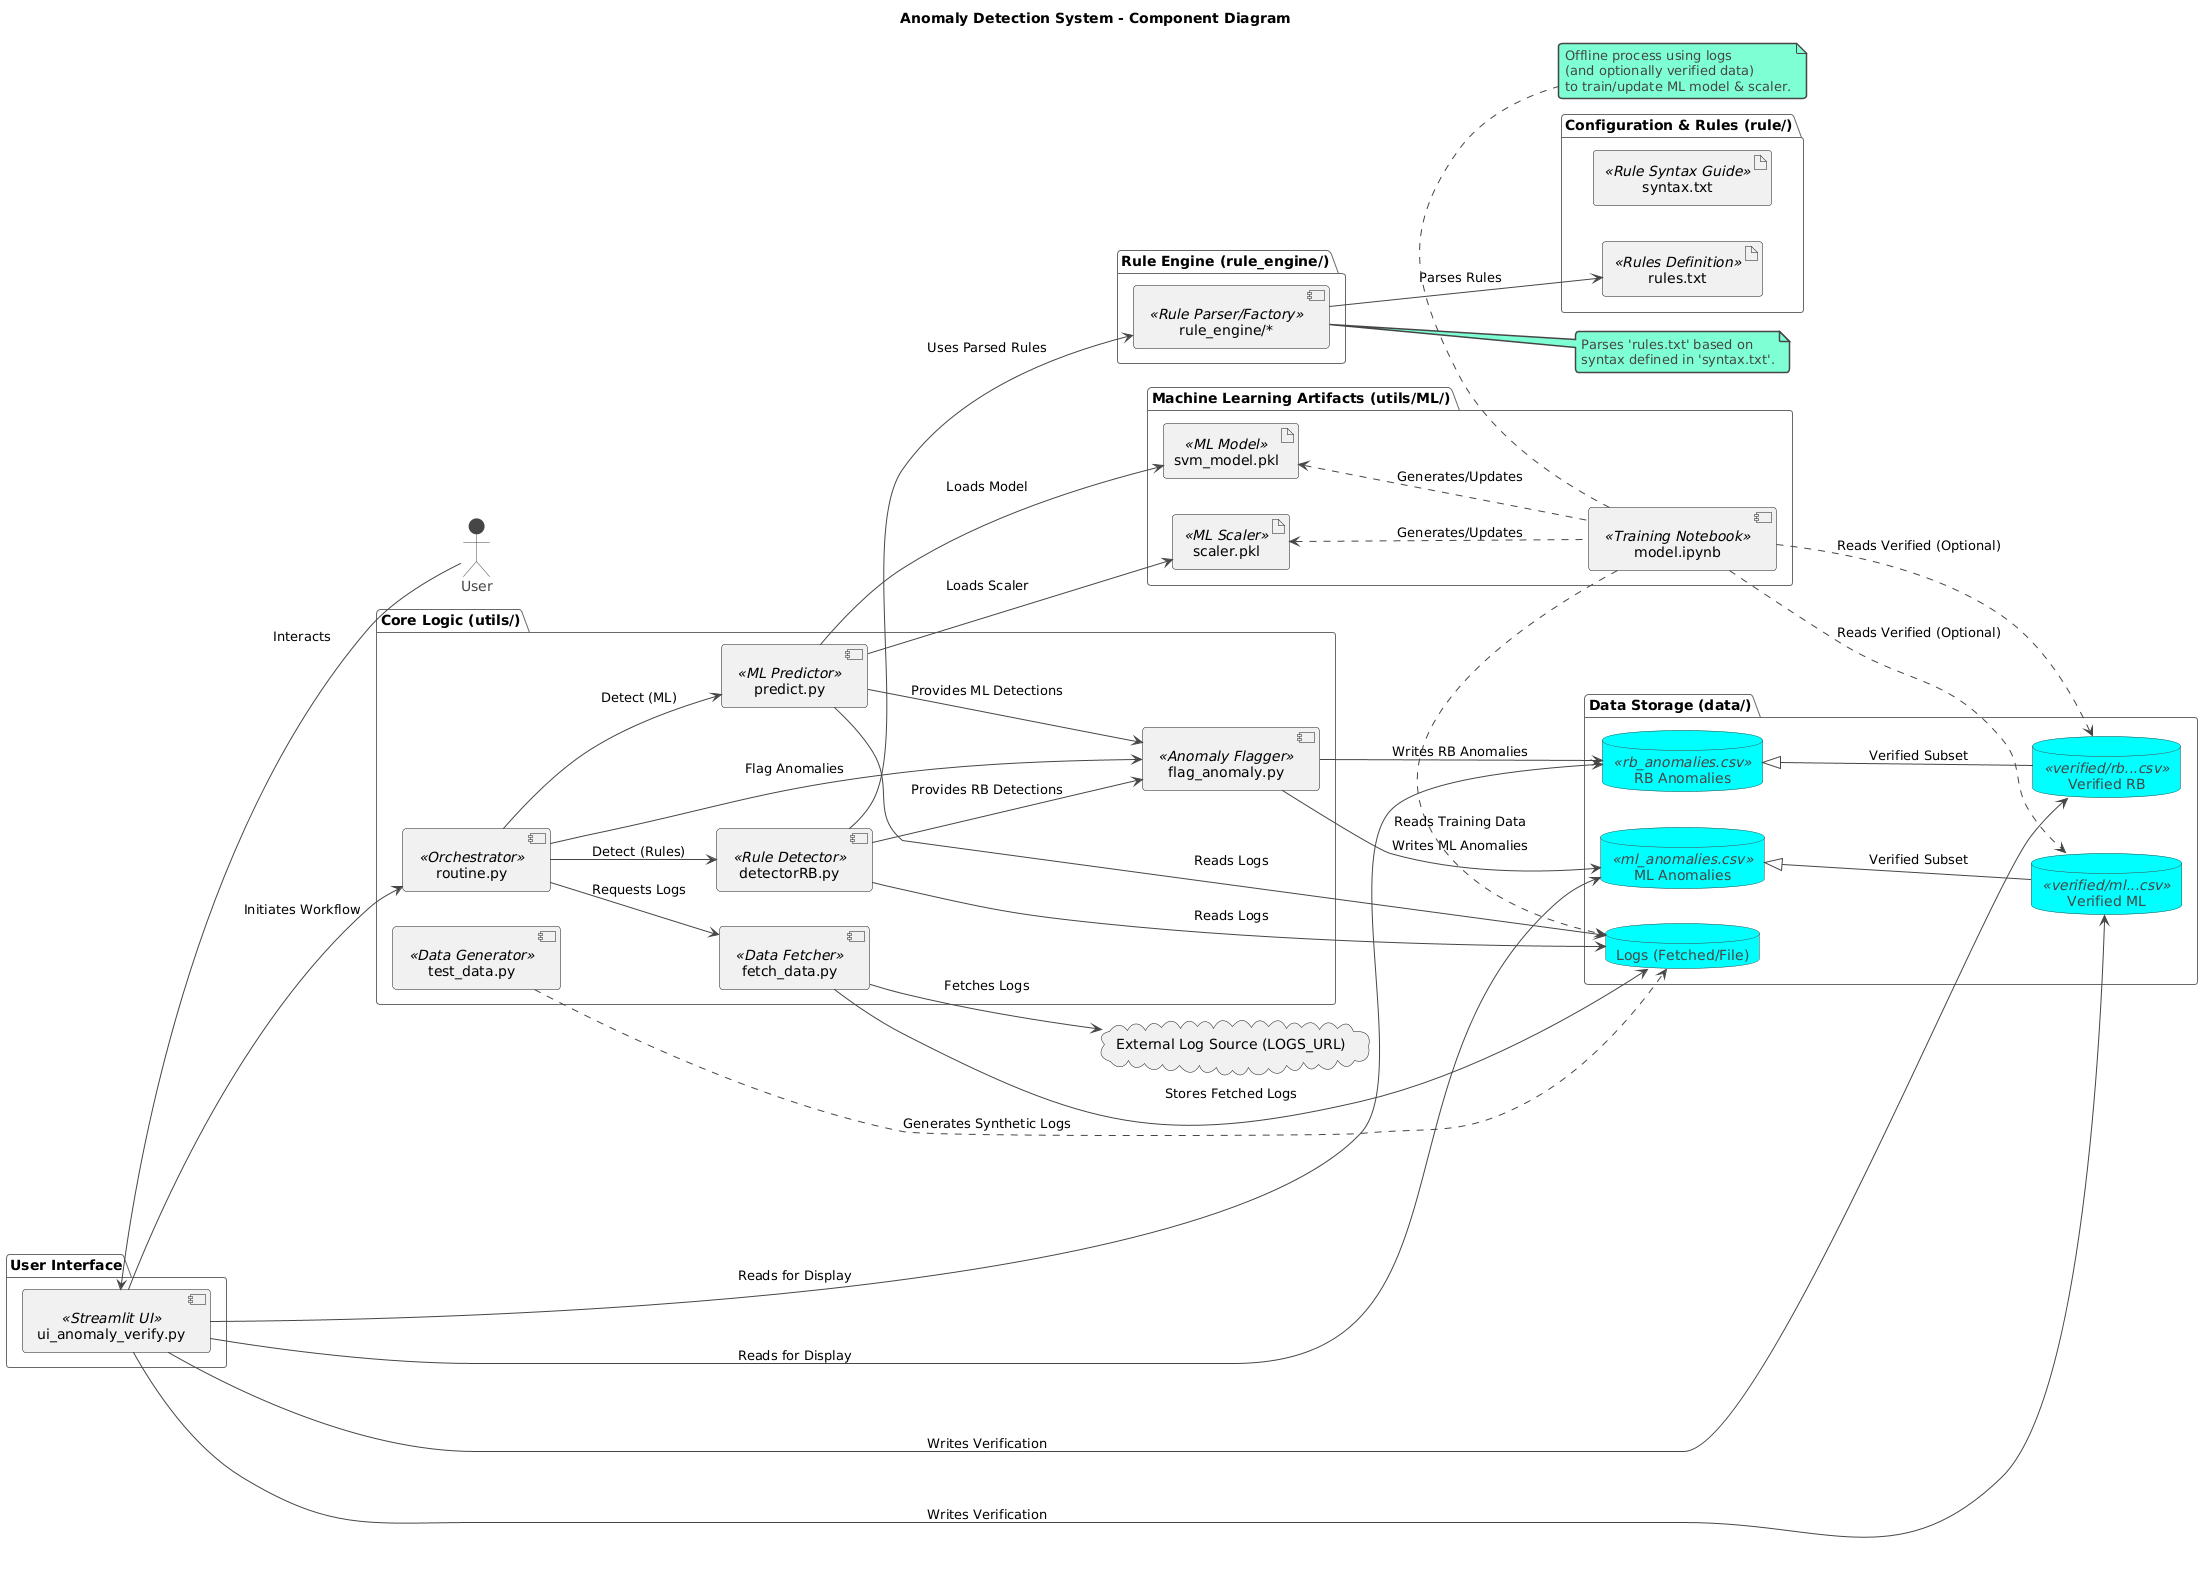 Anomaly Detection System - Component Diagram
Offline process using logs
(and optionally verified data)
to train/update ML model & scaler.
Configuration & Rules (rule/)
«Rule Syntax Guide»
syntax.txt
«Rules Definition»
rules.txt
Rule Engine (rule_engine/)
«Rule Parser/Factory»
rule_engine/*
Parses Rules
Parses 'rules.txt' based on
syntax defined in 'syntax.txt'.
Uses Parsed Rules
Machine Learning Artifacts (utils/ML/)
«ML Model»
svm_model.pkl
«ML Scaler»
scaler.pkl
Generates/Updates
Generates/Updates
«Training Notebook»
model.ipynb
Loads Model
Loads Scaler
Reads Verified (Optional)
Reads Verified (Optional)
User
Interacts
Core Logic (utils/)
«ML Predictor»
predict.py
Detect (ML)
Provides ML Detections
Flag Anomalies
Provides RB Detections
«Anomaly Flagger»
flag_anomaly.py
«Orchestrator»
routine.py
Detect (Rules)
«Rule Detector»
detectorRB.py
Requests Logs
«Data Generator»
test_data.py
«Data Fetcher»
fetch_data.py
Initiates Workflow
Reads Logs
Reads Logs
Fetches Logs
External Log Source (LOGS_URL)
Stores Fetched Logs
Generates Synthetic Logs
Data Storage (data/)
Writes RB Anomalies
Reads Training Data
Writes ML Anomalies
«rb_anomalies.csv»
RB Anomalies
Verified Subset
«verified/rb...csv»
Verified RB
«ml_anomalies.csv»
ML Anomalies
Verified Subset
«verified/ml...csv»
Verified ML
Logs (Fetched/File)
User Interface
«Streamlit UI»
ui_anomaly_verify.py
Reads for Display
Reads for Display
Writes Verification
Writes Verification